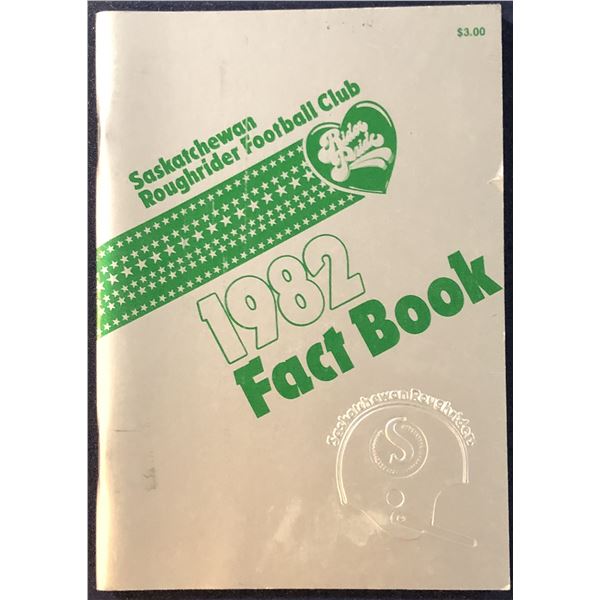 $3.00
Saskatchewan
Roughrider Football Club
Rider
Pride
1982
Fact Book
Saskatchewan Roughriders
S